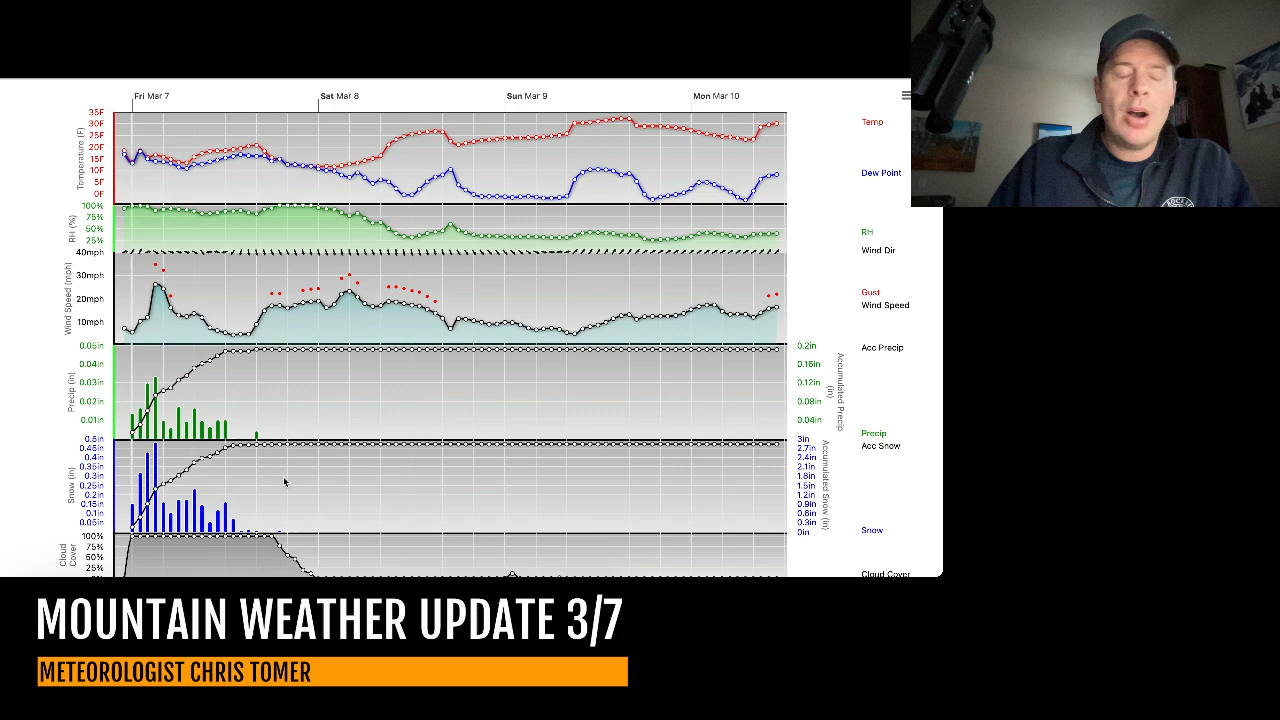 Fri Mar 7
Sat Mar 8
Sun Mar 9
Mon Mar 10
Temperature (F)
35F
30F
25F
20F
15F
10F
5F
0F
Temp
Dew Point
RH (%)
100%
75%
50%
25%
RH
Wind Dir
Wind Speed (mph)
40mph
30mph
20mph
10mph
Gust
Wind Speed
Precip (in)
0.05in
0.04in
0.03in
0.02in
0.01in
0.2in
0.16in
0.12in
0.08in
0.04in
Accumulated Precip (in)
Acc Precip
Precip
Snow (in)
0.5in
0.45in
0.4in
0.35in
0.3in
0.25in
0.2in
0.15in
0.1in
0.05in
3in
2.7in
2.4in
2.1in
1.8in
1.5in
1.2in
0.9in
0.6in
0.3in
0in
Accumulated Snow (in)
Acc Snow
Snow
Cloud Cover
100%
75%
50%
25%
Cloud Cover
MOUNTAIN WEATHER UPDATE 3/7
METEOROLOGIST CHRIS TOMER